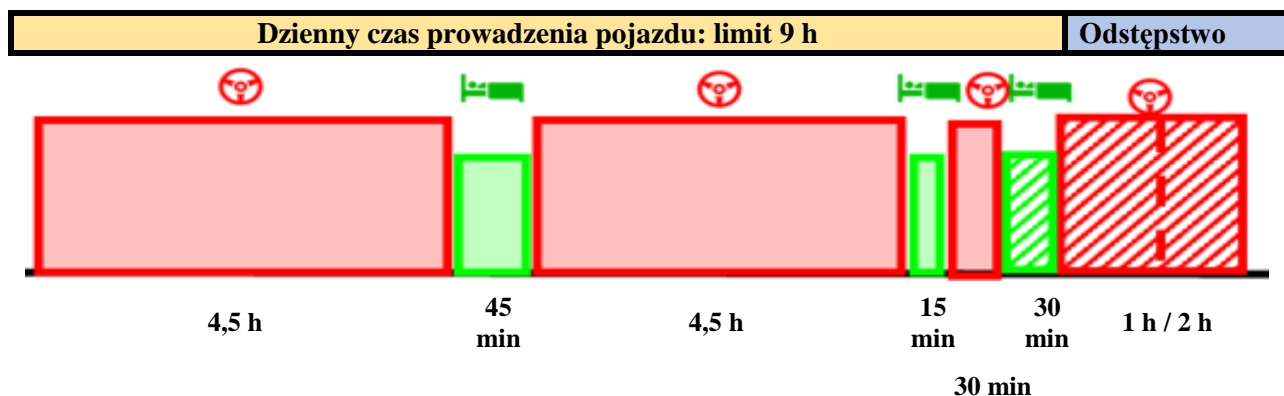 Dzienny czas prowadzenia pojazdu: limit 9 h
Odstępstwo
4,5 h
45
min
4,5 h
15
min
30
min
1 h / 2 h
30 min